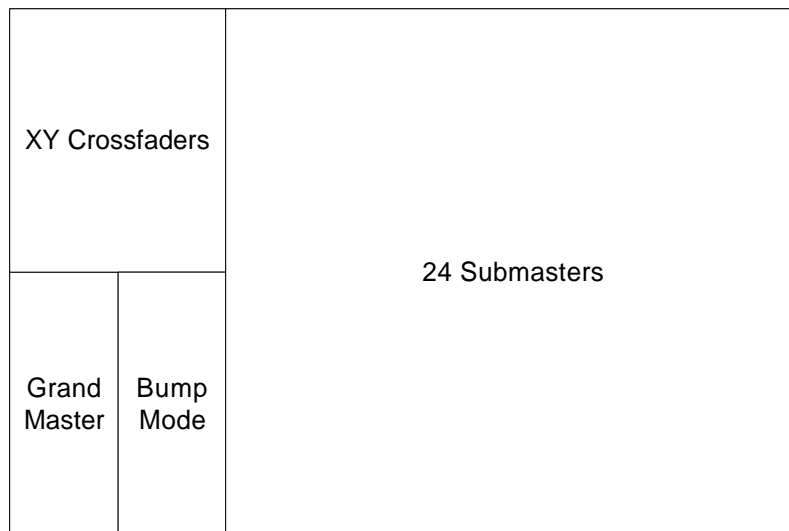 XY Crossfaders
24 Submasters
Grand
Master
Bump
Mode